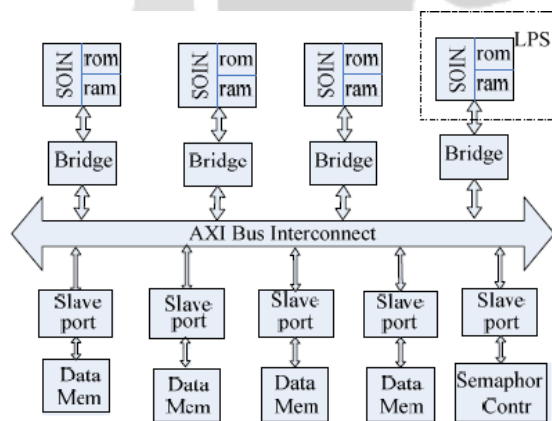 NIOS rom
ram
NIOS rom
ram
NIOS rom
ram
NIOS rom
ram
LPS
Bridge
Bridge
Bridge
Bridge
AXI Bus Interconnect
Slave
port
Slave
port
Slave
port
Slave
port
Slave
port
Data
Mem
Data
Mem
Data
Mem
Data
Mem
Semaphor
Contr